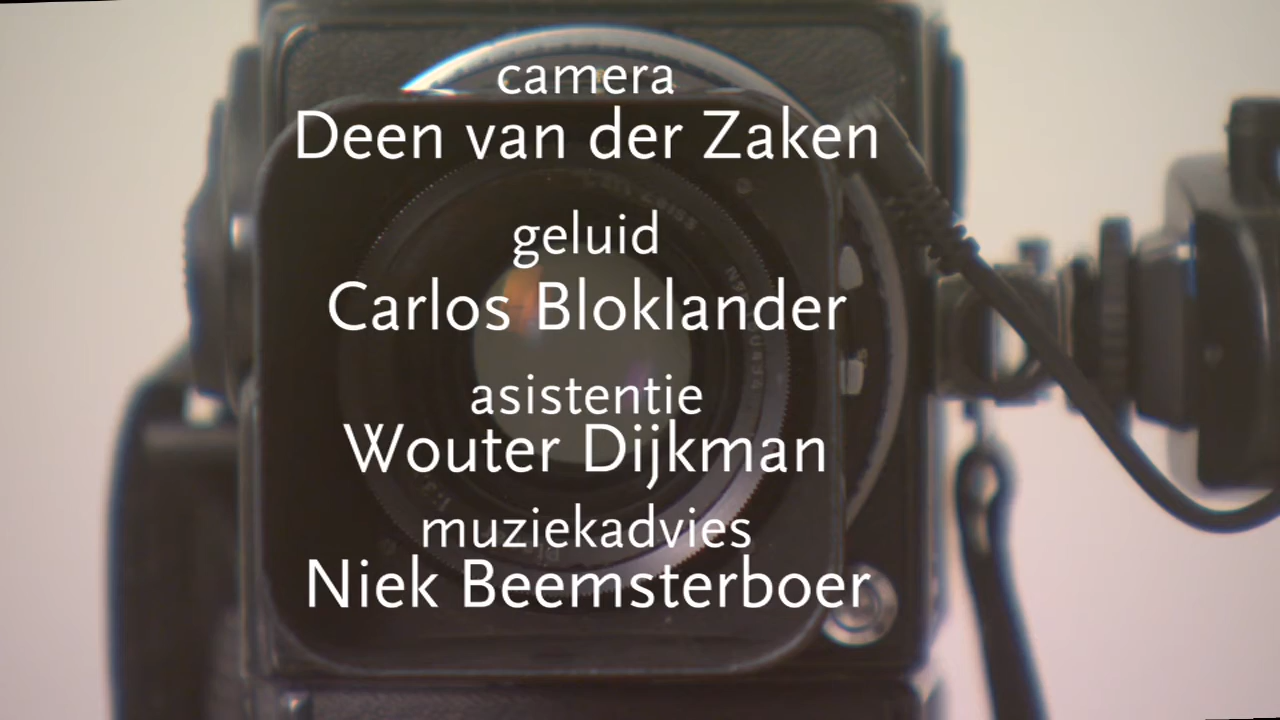 camera
Deen van der Zaken
geluid
Carlos Bloklander
asistentie
Wouter Dijkman
muziekadvies
Niek Beemsterboer